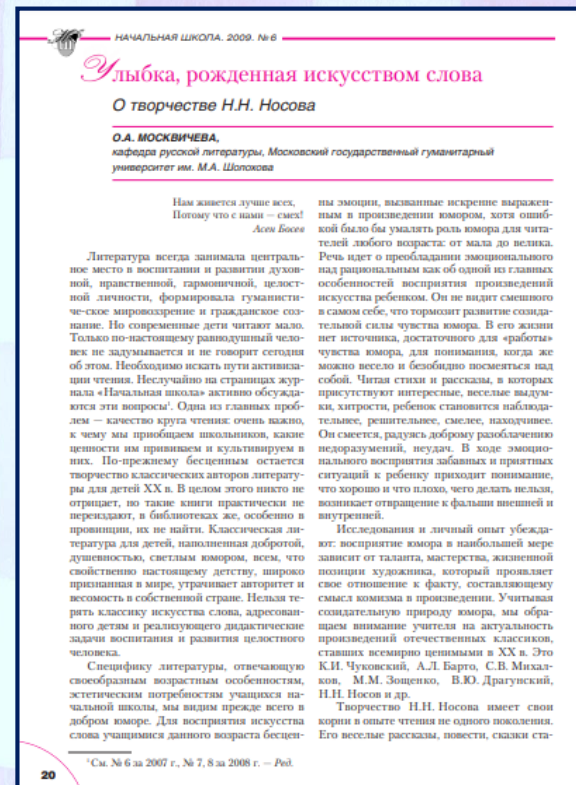 НАЧАЛЬНАЯ ШКОЛА. 2009. № 6
Улыбка, рожденная искусством слова
О творчестве Н.Н. Носова
О.А. МОСКВИЧЕВА,
кафедра русской литературы, Московский государственный гуманитарный
университет им. М.А. Шолохова
Нам живется лучше всех,
Потому что с нами — смех!
Асен Босев
Литература всегда занимала централь-
ное место в воспитании и развитии духов-
ной, нравственной, гармоничной, целост-
ной личности, формировала гуманисти-
че-ское мировоззрение и гражданское соз-
нание. Но современные дети читают мало.
Только по-настоящему равнодушный чело-
век не задумывается и не говорит сегодня
об этом. Необходимо искать пути активиза-
ции чтения. Неслучайно на страницах жур-
нала «Начальная школа» активно обсужда-
ются эти вопросы¹. Одна из главных проб-
лем — качество круга чтения: очень важно,
к чему мы приобщаем школьников, какие
ценности им прививаем и культивируем в
них. По-прежнему бесценным остается
творчество классических авторов литерату-
ры для детей XX в. В целом этого никто не
отрицает, но такие книги практически не
переиздают, в библиотеках же, особенно в
провинции, их не найти. Классическая ли-
тература для детей, наполненная добротой,
душевностью, светлым юмором, всем, что
свойственно настоящему детству, широко
признанная в мире, утрачивает авторитет и
весомость в собственной стране. Нельзя те-
рять классику искусства слова, адресован-
ного детям и реализующего дидактические
задачи воспитания и развития целостного
человека.
Специфику литературы, отвечающую
своеобразным возрастным особенностям,
эстетическим потребностям учащихся на-
чальной школы, мы видим прежде всего в
добром юморе. Для восприятия искусства
слова учащимися данного возраста бесцен-
ны эмоции, вызванные искренне выражен-
ным в произведении юмором, хотя ошиб-
кой было бы умалять роль юмора для чита-
телей любого возраста: от мала до велика.
Речь идет о преобладании эмоционального
над рациональным как об одной из главных
особенностей восприятия произведений
искусства ребенком. Он не видит смешного
в самом себе, что тормозит развитие созида-
тельной силы чувства юмора. В его жизни
нет источника, достаточного для «работы»
чувства юмора, для понимания, когда же
можно весело и безобидно посмеяться над
собой. Читая стихи и рассказы, в которых
присутствуют интересные, веселые выдум-
ки, хитрости, ребенок становится наблюда-
тельнее, решительнее, смелее, находчивее.
Он смеется, радуясь доброму разоблачению
недоразумений, неудач. В ходе эмоцио-
нального восприятия забавных и приятных
ситуаций к ребенку приходит понимание,
что хорошо и что плохо, чего делать нельзя,
возникает отвращение к фальши внешней и
внутренней.
Исследования и личный опыт убежда-
ют: восприятие юмора в наибольшей мере
зависит от таланта, мастерства, жизненной
позиции художника, который проявляет
свое отношение к факту, составляющему
смысл комизма в произведении. Учитывая
созидательную природу юмора, мы обра-
щаем внимание учителя на актуальность
произведений отечественных классиков,
ставших всемирно ценимыми в XX в. Это
К.И. Чуковский, А.Л. Барто, С.В. Михал-
ков, М.М. Зощенко, В.Ю. Драгунский,
Н.Н. Носов и др.
Творчество Н.Н. Носова имеет свои
корни в опыте чтения не одного поколения.
Его веселые рассказы, повести, сказки ста-
¹ См. № 6 за 2007 г., № 7, 8 за 2008 г. — Ред.
20